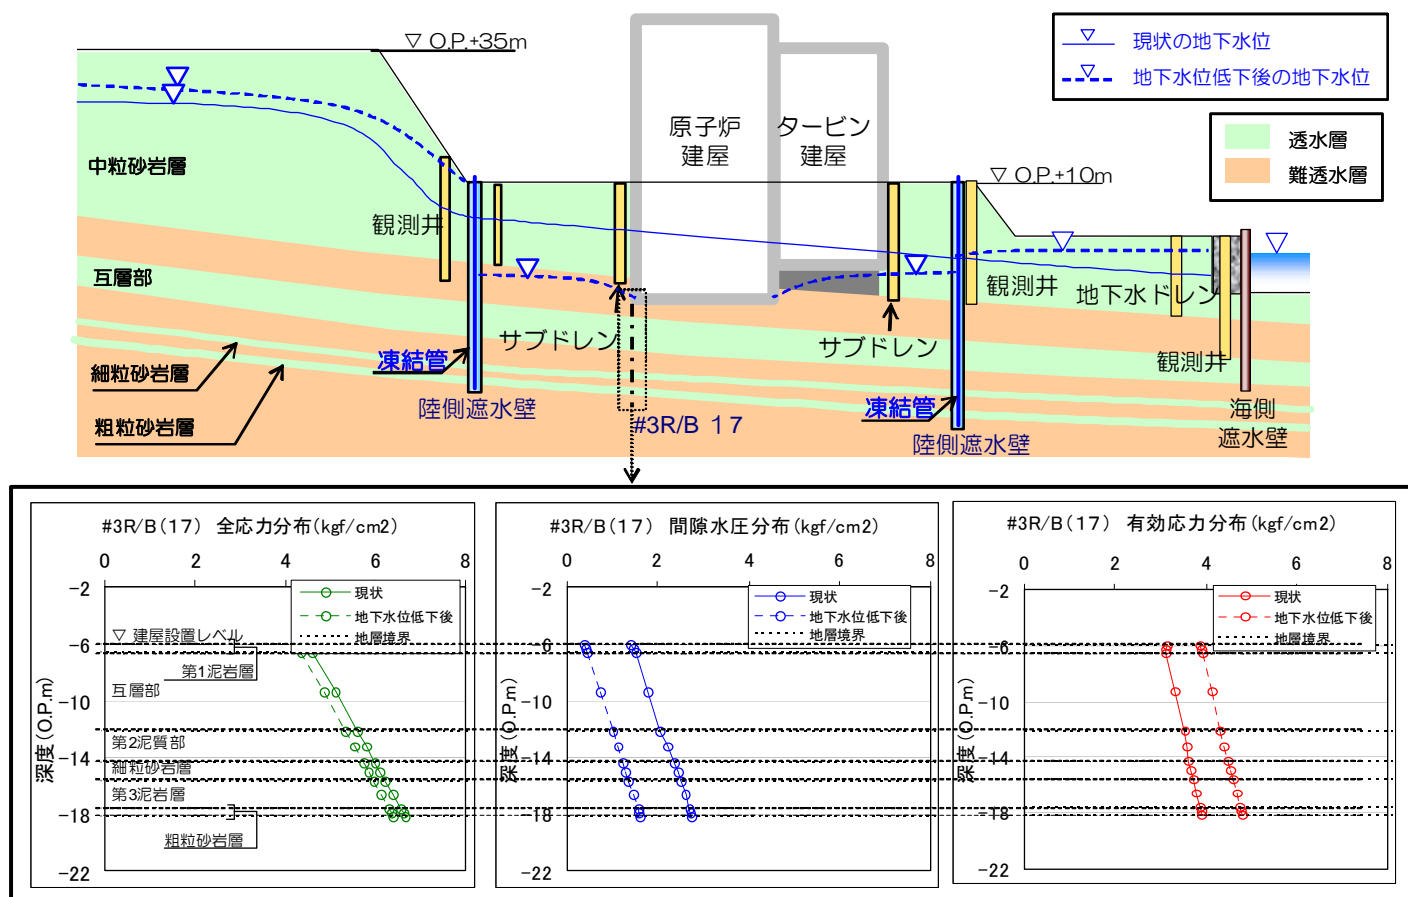 ▽ O.P.+35m
現状の地下水位
地下水位低下後の地下水位
透水層
難透水層
原子炉
建屋
タービン
建屋
中粒砂岩層
▽ O.P.+10m
観測井
互層部
観測井
地下水ドレン
サブドレン
サブドレン
観測井
細粒砂岩層
凍結管
陸側遮水壁
粗粒砂岩層
凍結管
陸側遮水壁
海側
遮水壁
#3R/B 17
#3R/B(17) 全応力分布(kgf/cm2)
0 2 4 6 8
現状
地下水位低下後
地層境界
深度(O.P.m)
-2
-6
-10
-14
-18
-22
▽ 建屋設置レベル
第1泥岩層
互層部
第2泥質部
細粒砂岩層
第3泥岩層
粗粒砂岩層
#3R/B(17) 間隙水圧分布(kgf/cm2)
0 2 4 6 8
現状
地下水位低下後
地層境界
深度(O.P.m)
-2
-6
-10
-14
-18
-22
#3R/B(17) 有効応力分布(kgf/cm2)
0 2 4 6 8
現状
地下水位低下後
地層境界
深度(O.P.m)
-2
-6
-10
-14
-18
-22